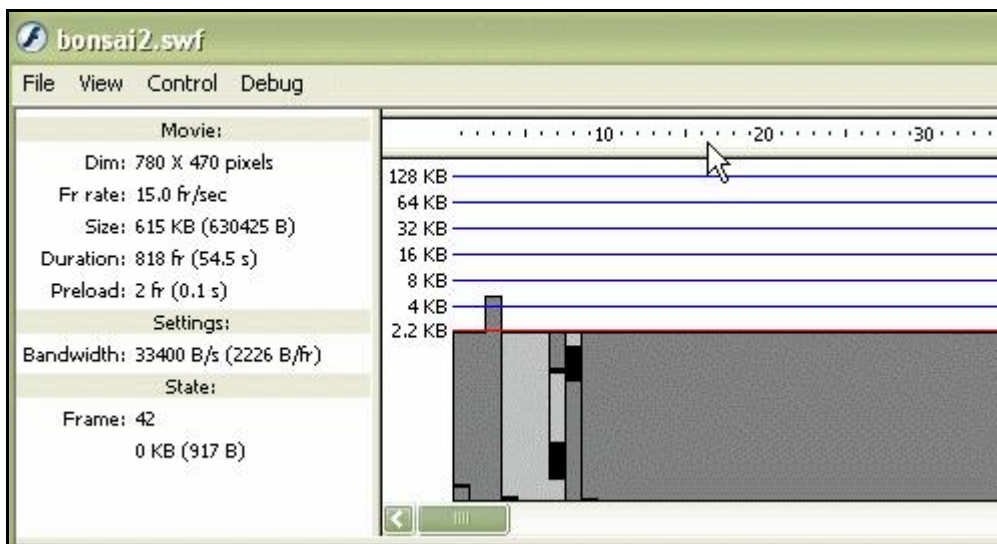 bonsai2.swf
File View Control Debug
Movie:
Dim: 780 X 470 pixels
Fr rate: 15.0 fr/sec
Size: 615 KB (630425 B)
Duration: 818 fr (54.5 s)
Preload: 2 fr (0.1 s)
Settings:
Bandwidth: 33400 B/s (2226 B/fr)
State:
Frame: 42
0 KB (917 B)
10 20 30
128 KB
64 KB
32 KB
16 KB
8 KB
4 KB
2.2 KB